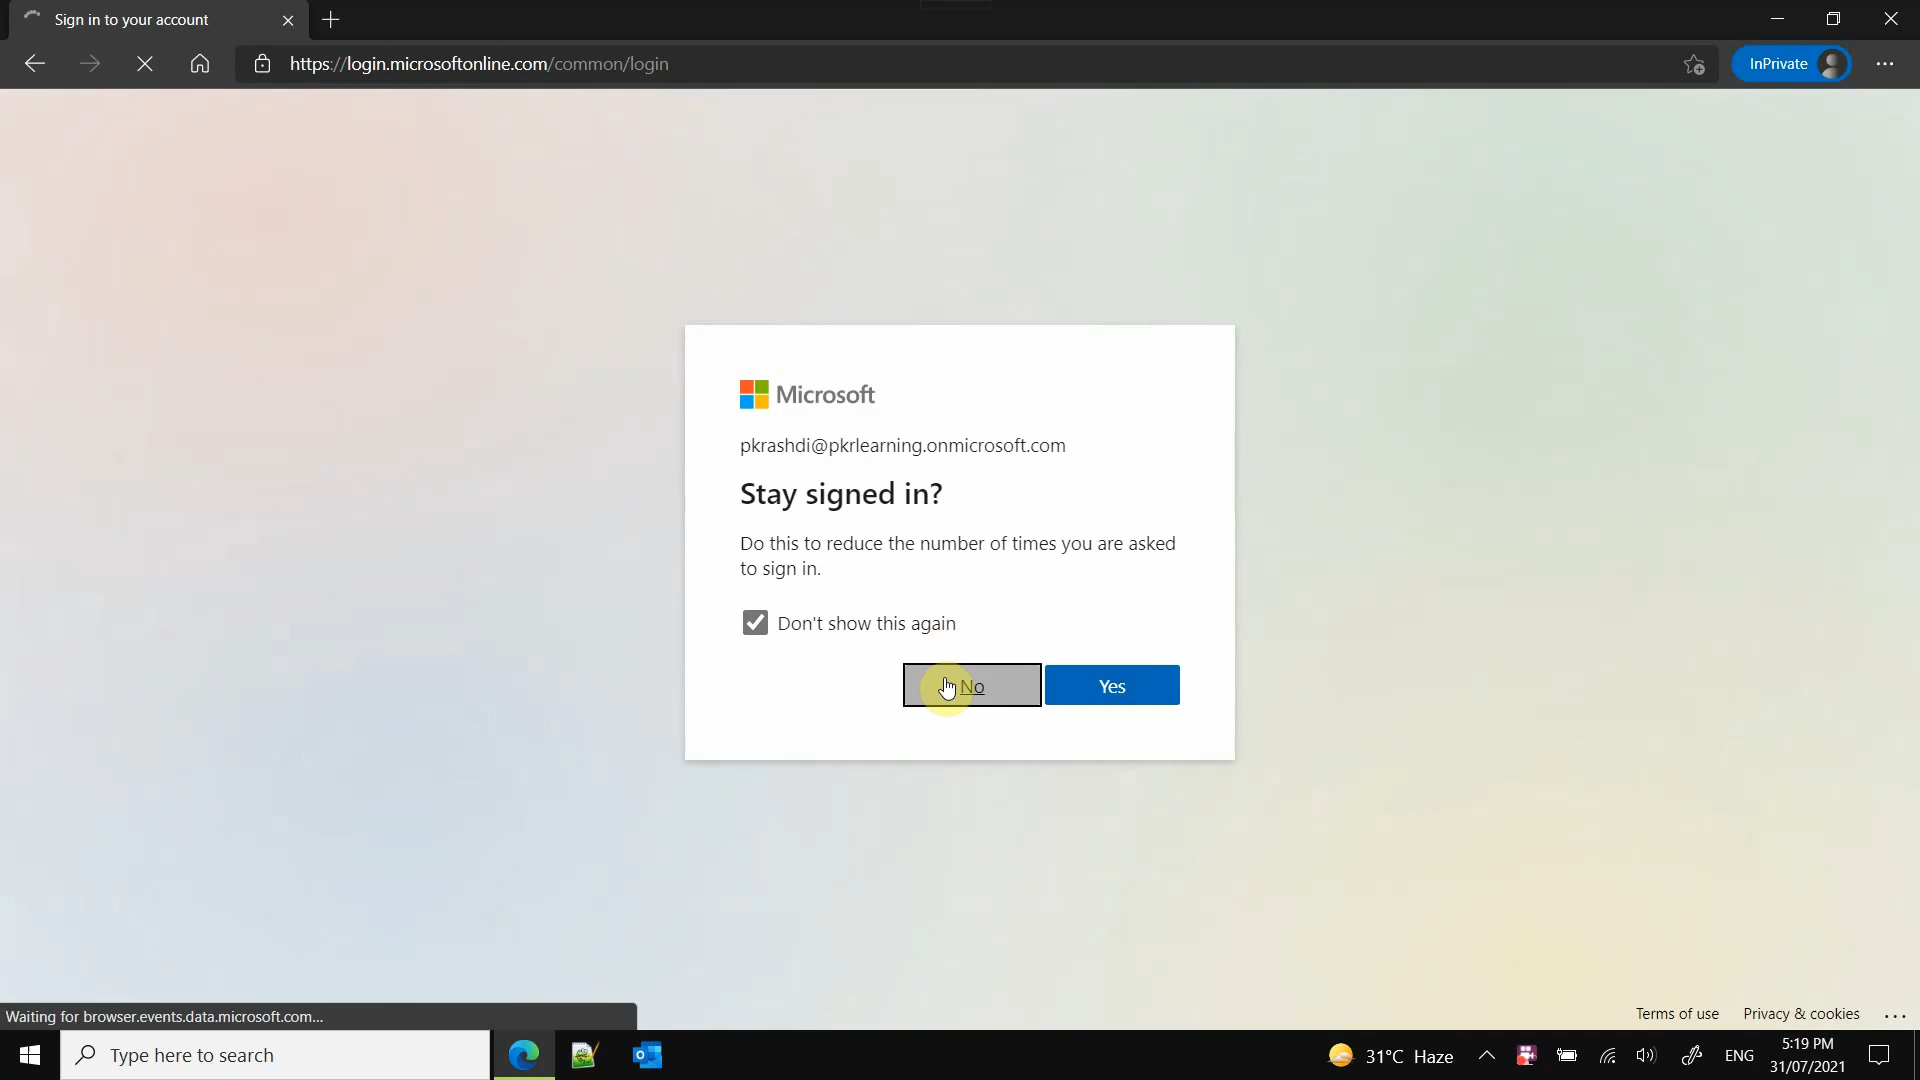 Sign in to your account
https://login.microsoftonline.com/common/login
InPrivate
Microsoft
pkrashdi@pkrlearning.onmicrosoft.com
Stay signed in?
Do this to reduce the number of times you are asked
to sign in.
Don't show this again
No
Yes
Waiting for browser.events.data.microsoft.com...
Terms of use
Privacy & cookies
...
Type here to search
31°C Haze
ENG
5:19 PM
31/07/2021